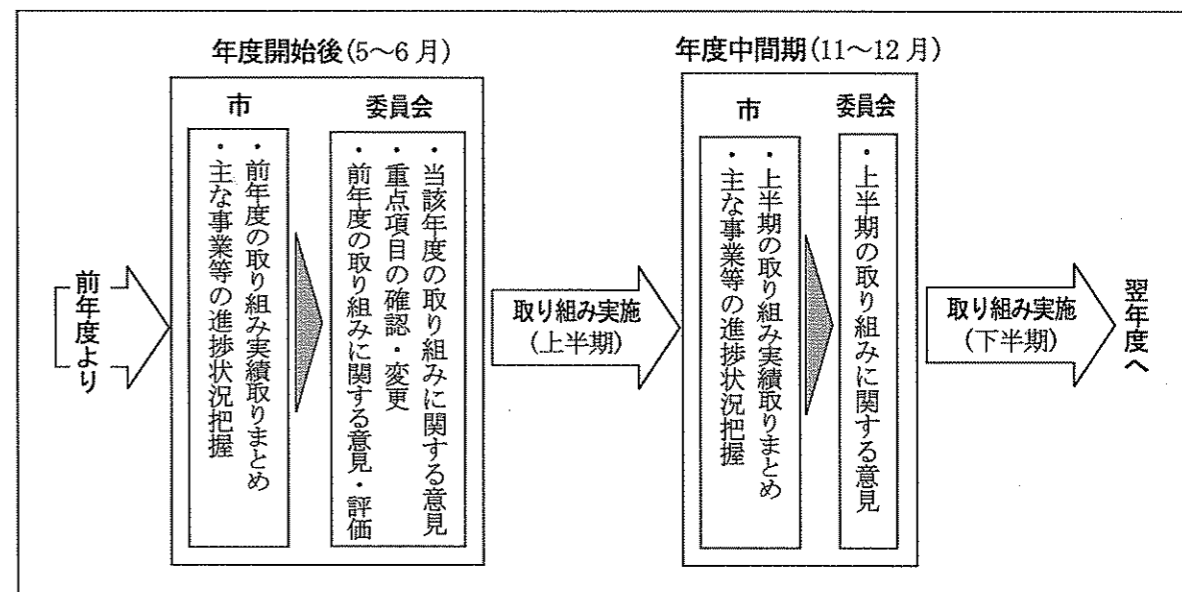 年度開始後(5～6月)
市
・前年度の取り組み実績取りまとめ
・主な事業等の進捗状況把握
委員会
・当該年度の取り組みに関する意見
・重点項目の確認・変更
・前年度の取り組みに関する意見・評価
前年度より
取り組み実施
(上半期)
年度中間期(11～12月)
市
・上半期の取り組み実績取りまとめ
・主な事業等の進捗状況把握
委員会
・上半期の取り組みに関する意見
取り組み実施
(下半期)
翌年度へ